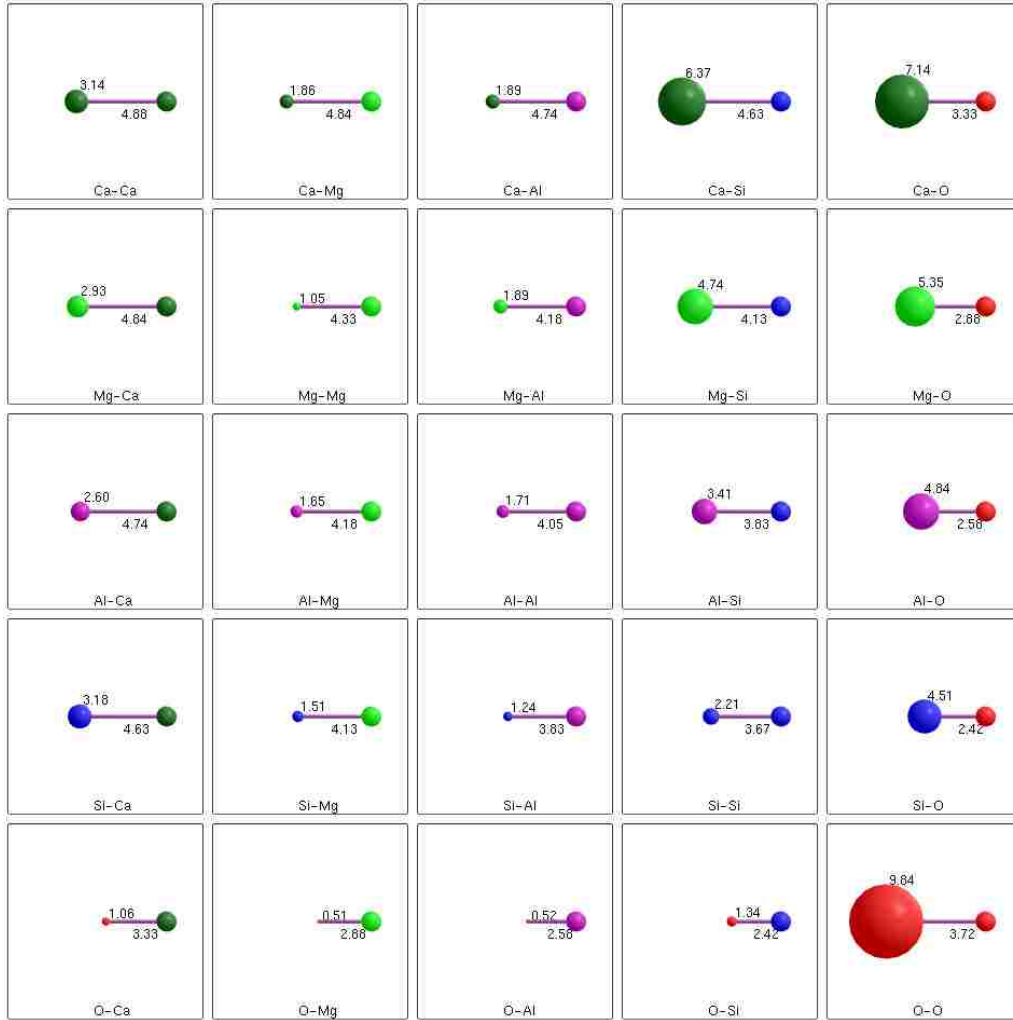 3.14
4.88
Ca-Ca
1.86
4.84
Ca-Mg
1.89
4.74
Ca-Al
6.37
4.63
Ca-Si
7.14
3.33
Ca-O
2.93
4.84
Mg-Ca
1.05
4.33
Mg-Mg
1.89
4.18
Mg-Al
4.74
4.13
Mg-Si
5.35
2.88
Mg-O
2.60
4.74
Al-Ca
1.65
4.18
Al-Mg
1.71
4.05
Al-Al
3.41
3.83
Al-Si
4.84
2.58
Al-O
3.18
4.63
Si-Ca
1.51
4.13
Si-Mg
1.24
3.83
Si-Al
2.21
3.67
Si-Si
4.51
2.42
Si-O
1.06
3.33
O-Ca
0.51
2.88
O-Mg
0.52
2.58
O-Al
1.34
2.42
O-Si
9.84
3.72
O-O